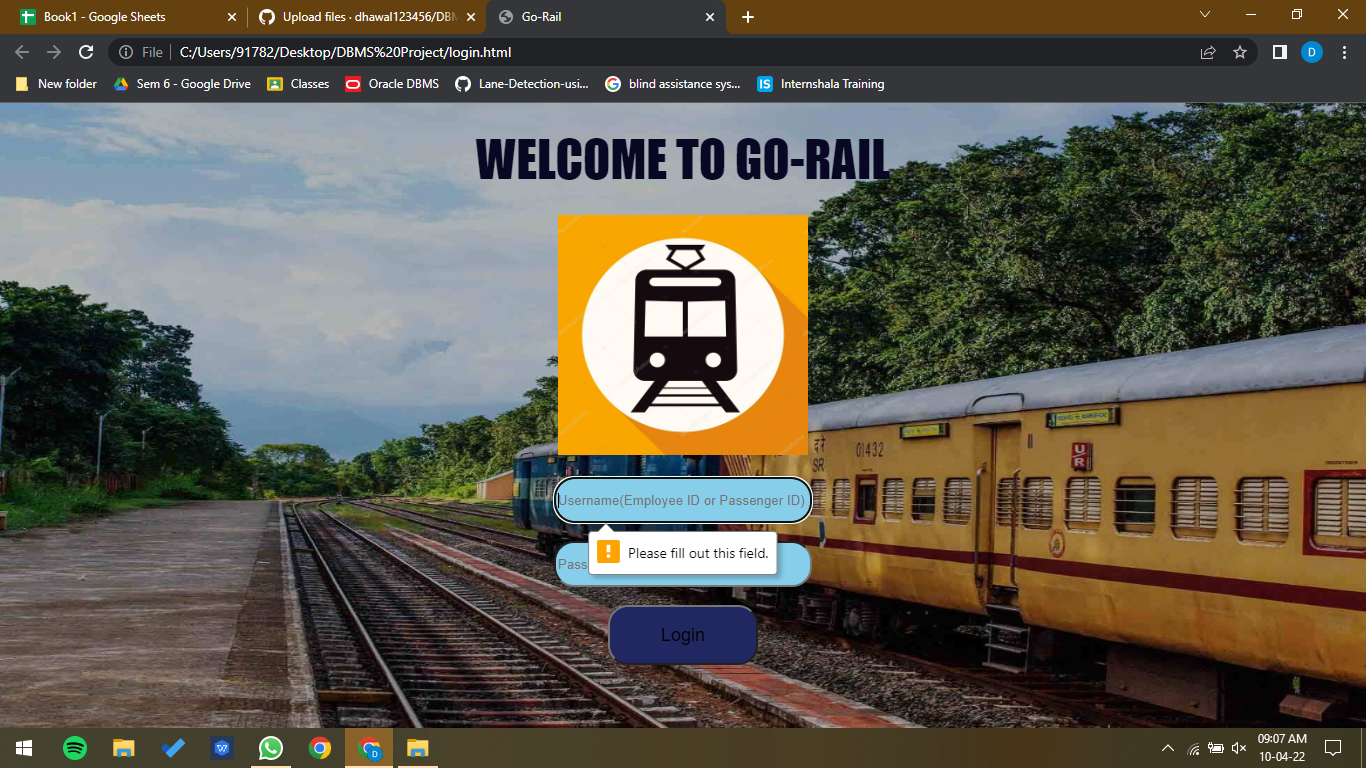 Book1 - Google Sheets
Upload files · dhawal123456/DBM
Go-Rail
File
C:/Users/91782/Desktop/DBMS%20Project/login.html
D
New folder
Sem 6 - Google Drive
Classes
Oracle DBMS
Lane-Detection-usi...
blind assistance sys...
IS
Internshala Training
WELCOME TO GO-RAIL
दुरे
SR
01432
UR
Username(Employee ID or Passenger ID)
! Please fill out this field.
Pass
Login
D
09:07 AM
10-04-22